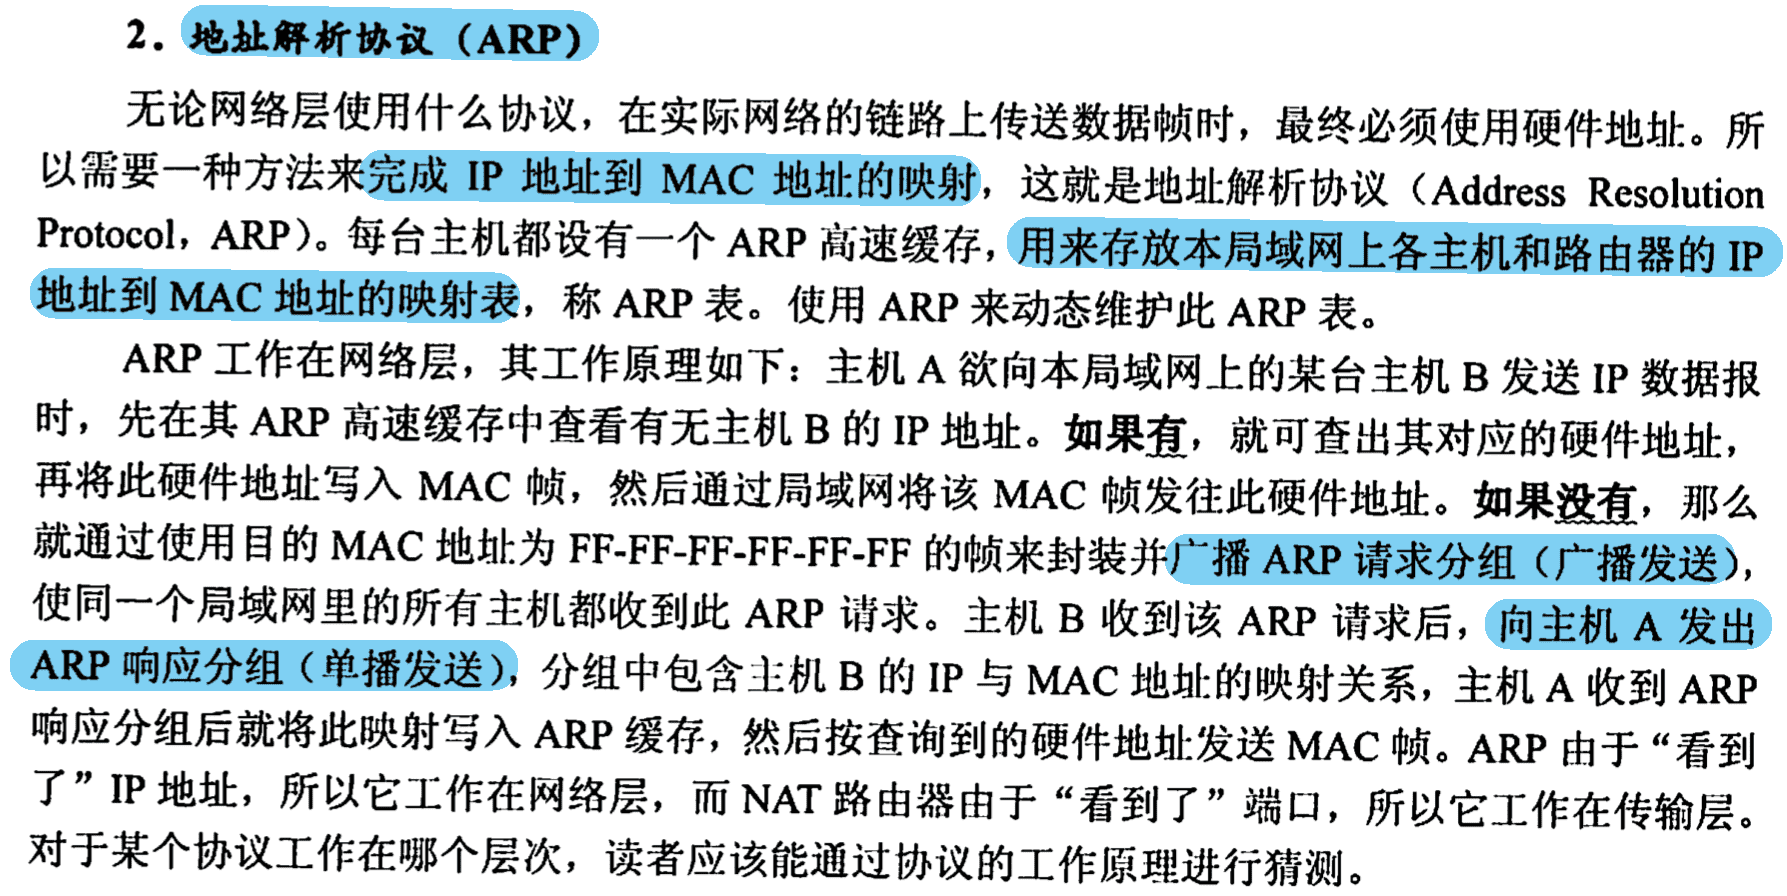 2. 地址解析协议（ARP）
无论网络层使用什么协议，在实际网络的链路上传送数据帧时，最终必须使用硬件地址。所
以需要一种方法来完成 IP 地址到 MAC 地址的映射，这就是地址解析协议（Address Resolution
Protocol，ARP）。每台主机都设有一个 ARP 高速缓存，用来存放本局域网上各主机和路由器的 IP
地址到 MAC 地址的映射表，称 ARP 表。使用 ARP 来动态维护此 ARP 表。
ARP 工作在网络层，其工作原理如下：主机 A 欲向本局域网上的某台主机 B 发送 IP 数据报
时，先在其 ARP 高速缓存中查看有无主机 B 的 IP 地址。如果有，就可查出其对应的硬件地址，
再将此硬件地址写入 MAC 帧，然后通过局域网将该 MAC 帧发往此硬件地址。如果没有，那么
就通过使用目的 MAC 地址为 FF-FF-FF-FF-FF-FF 的帧来封装并广播 ARP 请求分组（广播发送），
使同一个局域网里的所有主机都收到此 ARP 请求。主机 B 收到该 ARP 请求后，向主机 A 发出
ARP 响应分组（单播发送），分组中包含主机 B 的 IP 与 MAC 地址的映射关系，主机 A 收到 ARP
响应分组后就将此映射写入 ARP 缓存，然后按查询到的硬件地址发送 MAC 帧。ARP 由于“看到
了”IP 地址，所以它工作在网络层，而 NAT 路由器由于“看到了”端口，所以它工作在传输层。
对于某个协议工作在哪个层次，读者应该能通过协议的工作原理进行猜测。